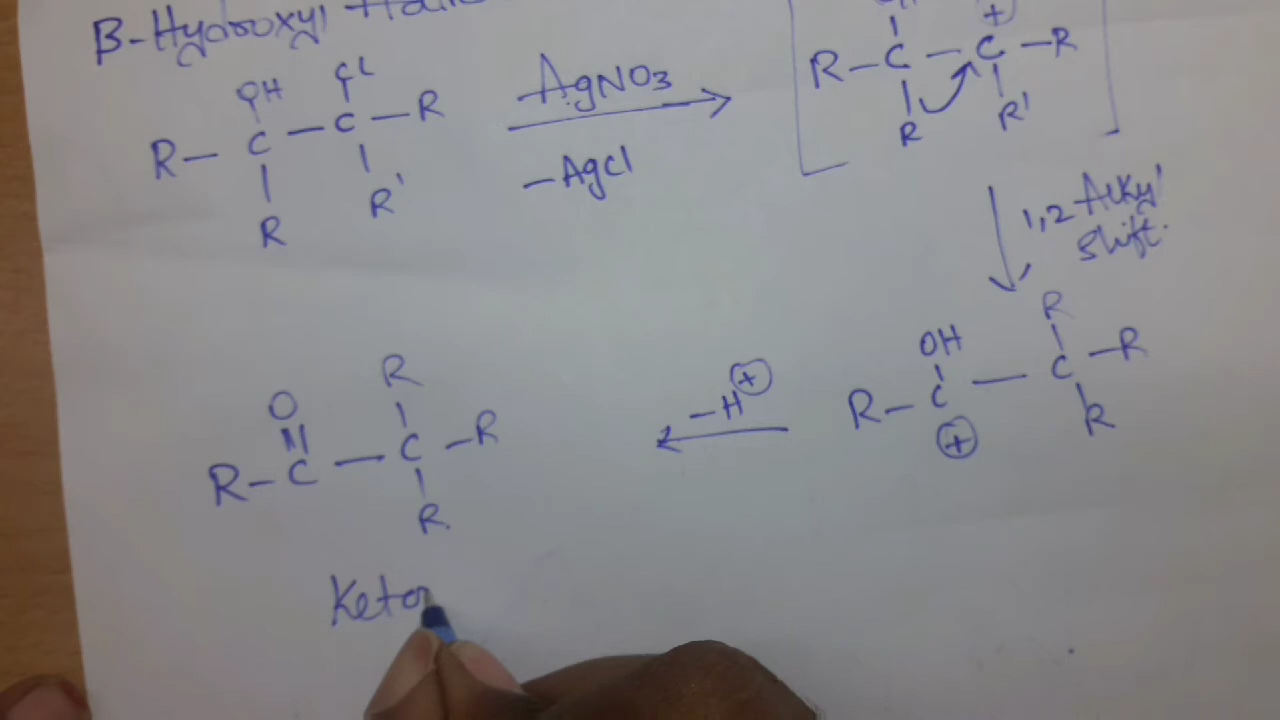 β-Hydroxyl
OH Cl
R-C-C-R
R R'
AgNO3
-AgCl
+
R-C-C-R
R R'
1,2 Alkyl
Shift.
R
OH
R-C-C-R
+ R
-H+
O R
R-C-C-R
R
Keto